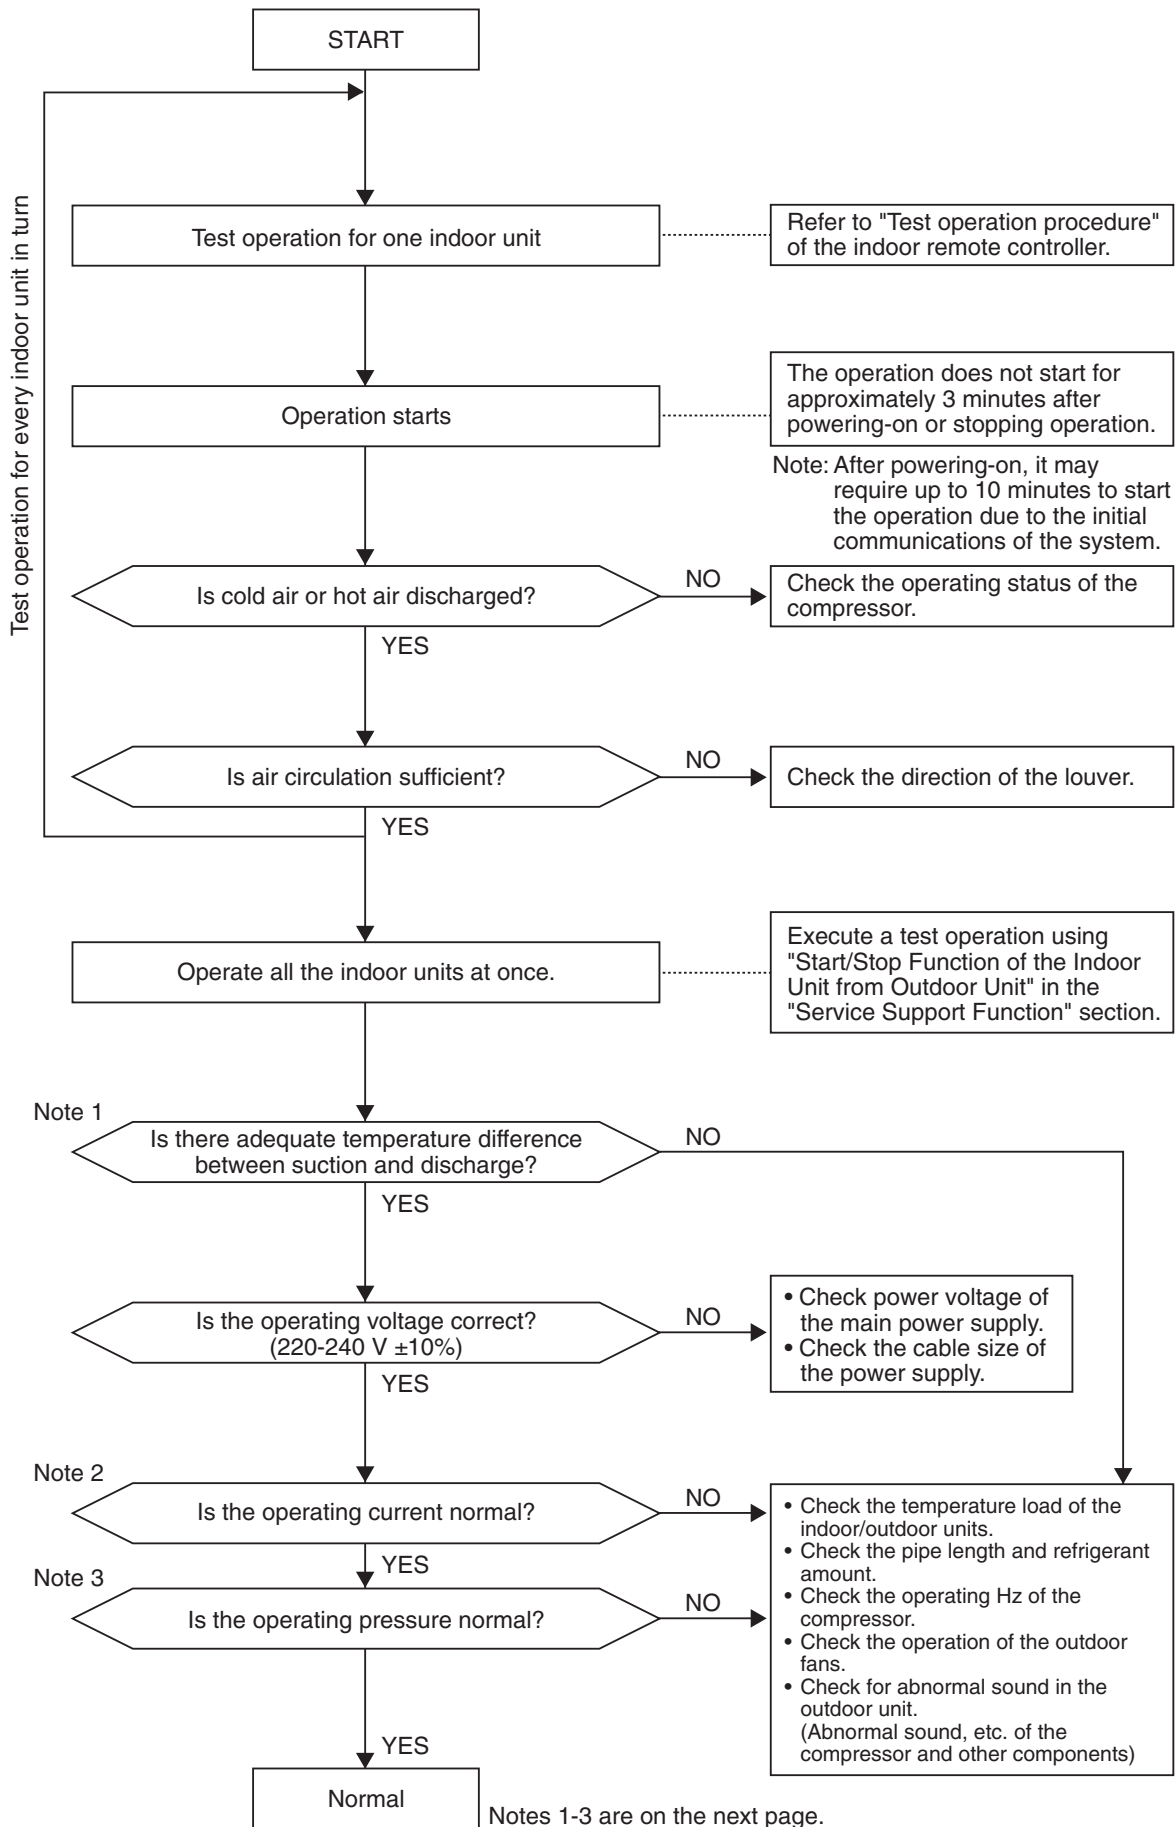 START
Test operation for every indoor unit in turn
Test operation for one indoor unit
Refer to "Test operation procedure"
of the indoor remote controller.
Operation starts
The operation does not start for
approximately 3 minutes after
powering-on or stopping operation.
Note: After powering-on, it may
require up to 10 minutes to start
the operation due to the initial
communications of the system.
Is cold air or hot air discharged?
NO
Check the operating status of the
compressor.
YES
Is air circulation sufficient?
NO
Check the direction of the louver.
YES
Operate all the indoor units at once.
Execute a test operation using
"Start/Stop Function of the Indoor
Unit from Outdoor Unit" in the
"Service Support Function" section.
Note 1
Is there adequate temperature difference
between suction and discharge?
NO
YES
Is the operating voltage correct?
(220-240 V ±10%)
NO
• Check power voltage of
the main power supply.
• Check the cable size of
the power supply.
YES
Note 2
Is the operating current normal?
NO
YES
Note 3
Is the operating pressure normal?
NO
• Check the temperature load of the
indoor/outdoor units.
• Check the pipe length and refrigerant
amount.
• Check the operating Hz of the
compressor.
• Check the operation of the outdoor
fans.
• Check for abnormal sound in the
outdoor unit.
(Abnormal sound, etc. of the
compressor and other components)
YES
Normal
Notes 1-3 are on the next page.